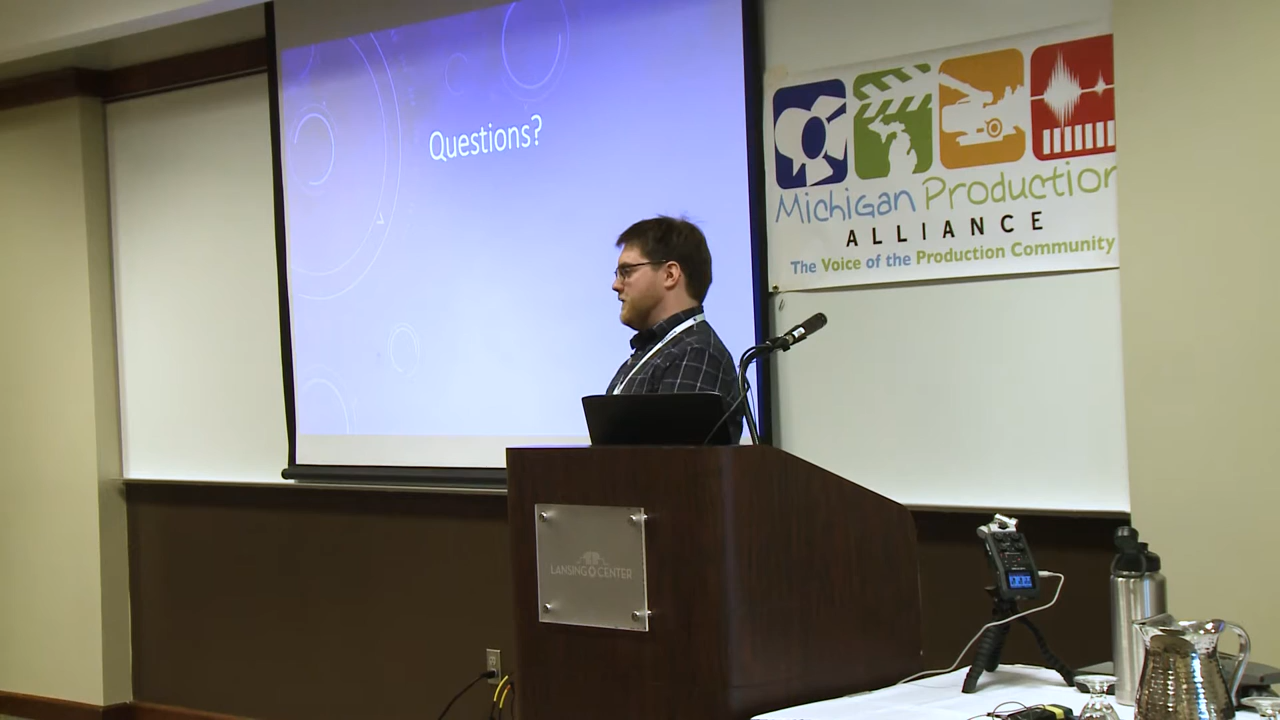 Questions?
Michigan Production
ALLIANCE
The Voice of the Production Community
LANSING CENTER